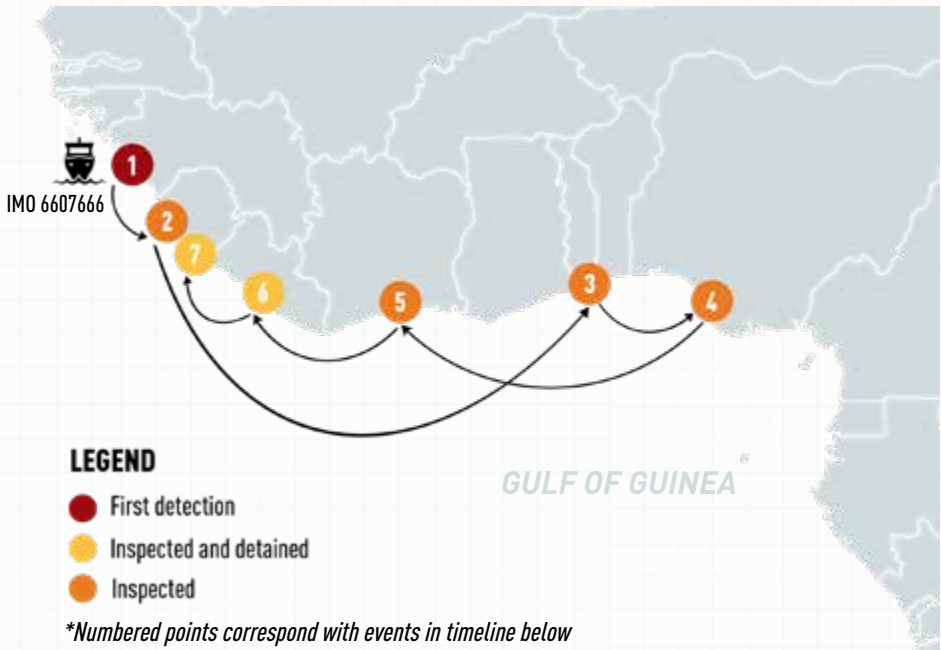 1
IMO 6607666
2
7
6
5
3
4
GULF OF GUINEA
LEGEND
First detection
Inspected and detained
Inspected
*Numbered points correspond with events in timeline below